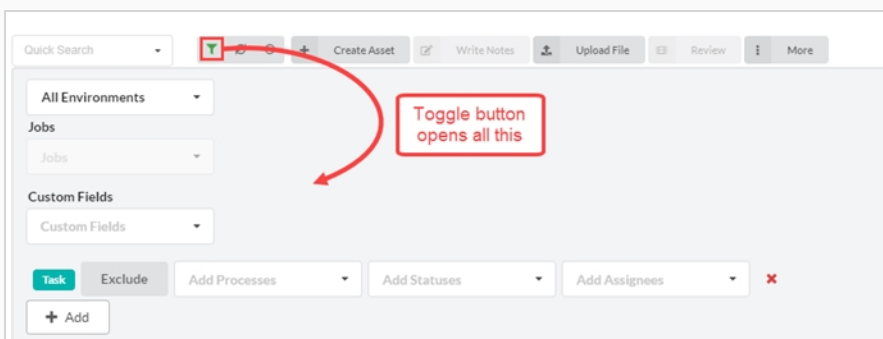 Quick Search
Create Asset
Write Notes
Upload File
Review
More
All Environments
Toggle button
opens all this
Jobs
Jobs
Custom Fields
Custom Fields
Task Exclude Add Processes Add Statuses Add Assignees
Add